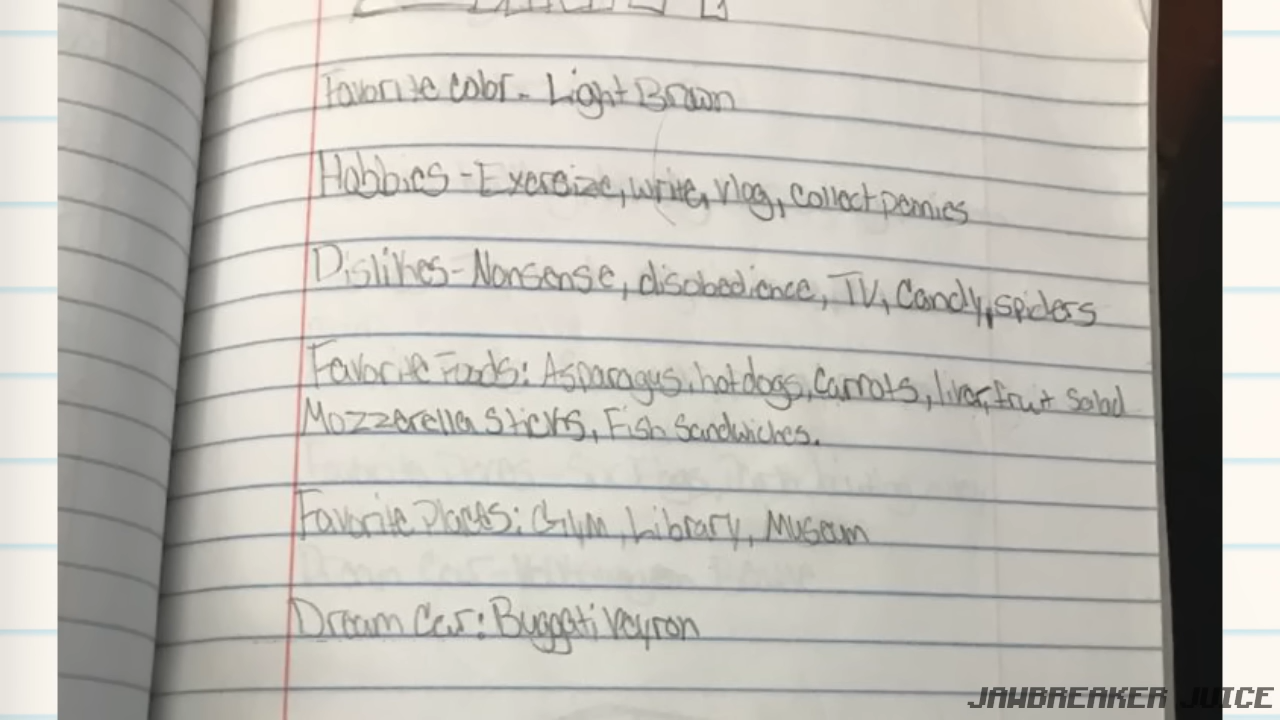 Favorite color - Light Brown
Hobbies - Exersize, write, vlog, collect pennies
Dislikes - Nonsense, disobedience, TV, Candy, spiders
Favorite Foods: Asparagus, hotdogs, Carrots, liver, fruit Salad
Mozzerella Sticks, Fish Sandwiches.
Favorite Places: Gym, Library, Museum
Dream Car: Buggati Veyron
JAWBREAKER JUICE